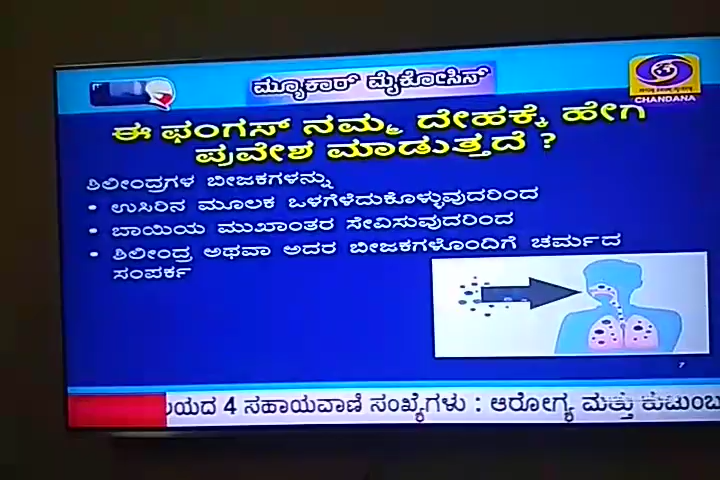 ಮ್ಯೂಕಾರ್ ಮೈಕೋಸಿಸ್
CHANDANA
ಈ ಫಂಗಸ್ ನಮ್ಮ ದೇಹಕ್ಕೆ ಹೇಗೆ
ಪ್ರವೇಶ ಮಾಡುತ್ತದೆ ?
ಶಿಲೀಂದ್ರಗಳ ಬೀಜಕಗಳನ್ನು
• ಉಸಿರಿನ ಮೂಲಕ ಒಳಗೆಳೆದುಕೊಳ್ಳುವುದರಿಂದ
• ಬಾಯಿಯ ಮುಖಾಂತರ ಸೇವಿಸುವುದರಿಂದ
• ಶಿಲೀಂದ್ರ ಅಥವಾ ಅದರ ಬೀಜಕಗಳೊಂದಿಗೆ ಚರ್ಮದ
ಸಂಪರ್ಕ
7
ಯದ 4 ಸಹಾಯವಾಣಿ ಸಂಖ್ಯೆಗಳು : ಆರೋಗ್ಯ ಮತ್ತು ಕುಟುಂಬ